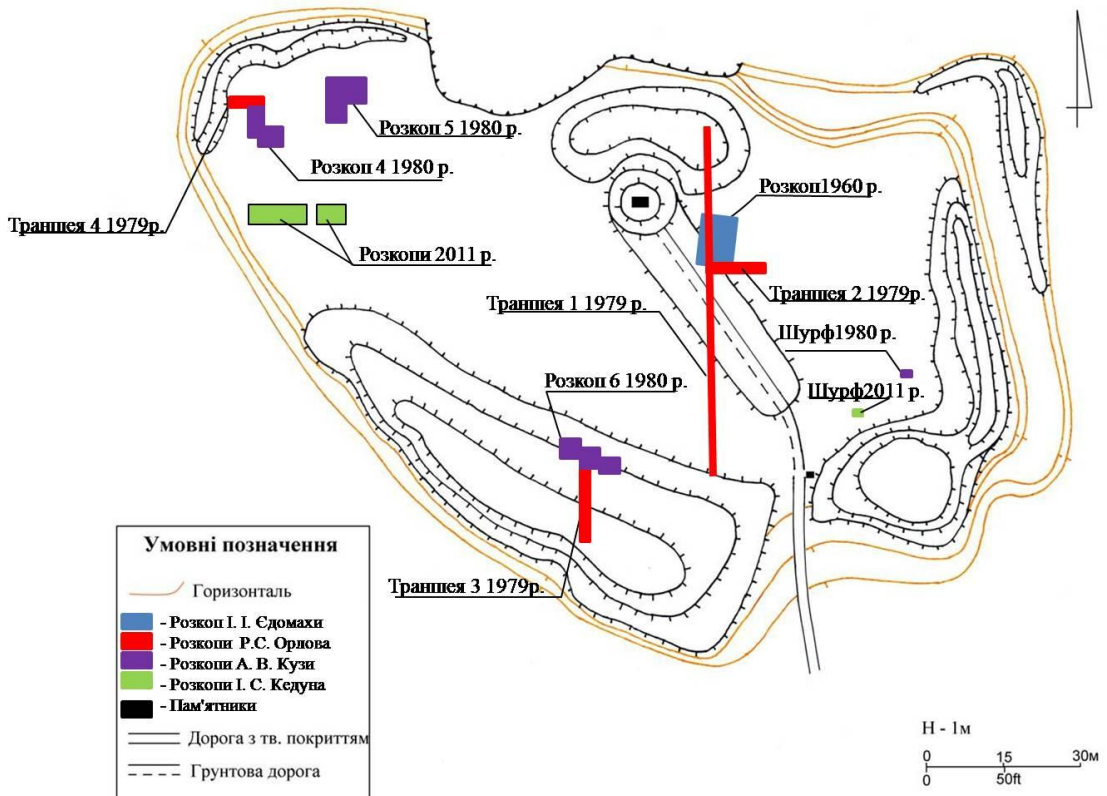 Розкоп 5 1980 р.
Розкоп 4 1980 р.
Траншея 4 1979р.
Розкопи 2011 р.
Розкоп1960 р.
Траншея 2 1979р.
Траншея 1 1979 р.
Шурф1980 р.
Шурф2011 р.
Розкоп 6 1980 р.
Траншея 3 1979р.
Умовні позначення
Горизонталь
- Розкоп І. І. Єдомахи
- Розкопи Р.С. Орлова
- Розкопи А. В. Кузи
- Розкопи І. С. Кедуна
- Пам'ятники
Дорога з тв. покриттям
Грунтова дорога
Н - 1м
0 15 30м
0 50ft